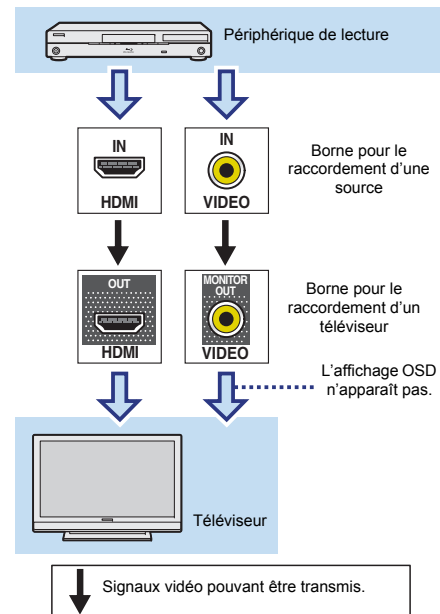 Périphérique de lecture
IN
HDMI
IN
VIDEO
Borne pour le
raccordement d'une
source
OUT
HDMI
MONITOR
OUT
VIDEO
Borne pour le
raccordement d'un
téléviseur
L'affichage OSD
n'apparaît pas.
Téléviseur
Signaux vidéo pouvant être transmis.